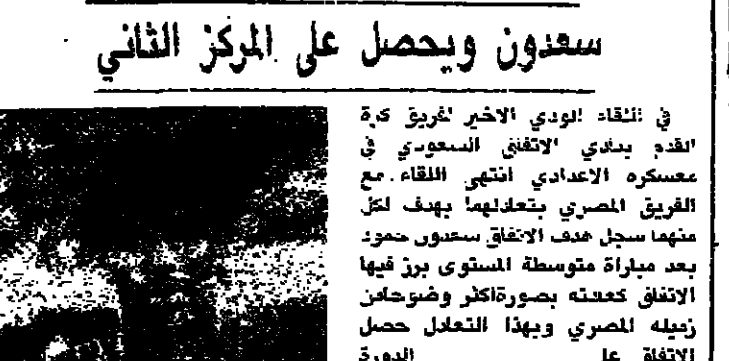 سعدون ويحصل على المركز الثاني
في اللقاء الودي الاخير لفريق كرة
القدم بنادي الاتفاق السعودي في
معسكره الاعدادي انتهى اللقاء مع
الفريق المصري بتعادلهما بهدف لكل
منهما سجل هدف الاتفاق سعدون حمود
بعد مباراة متوسطة المستوى برز فيها
الاتفاق كعادته بصورة اكثر وضوحا من
زميله المصري وبهذا التعادل حصل
الاتفاق الدورة